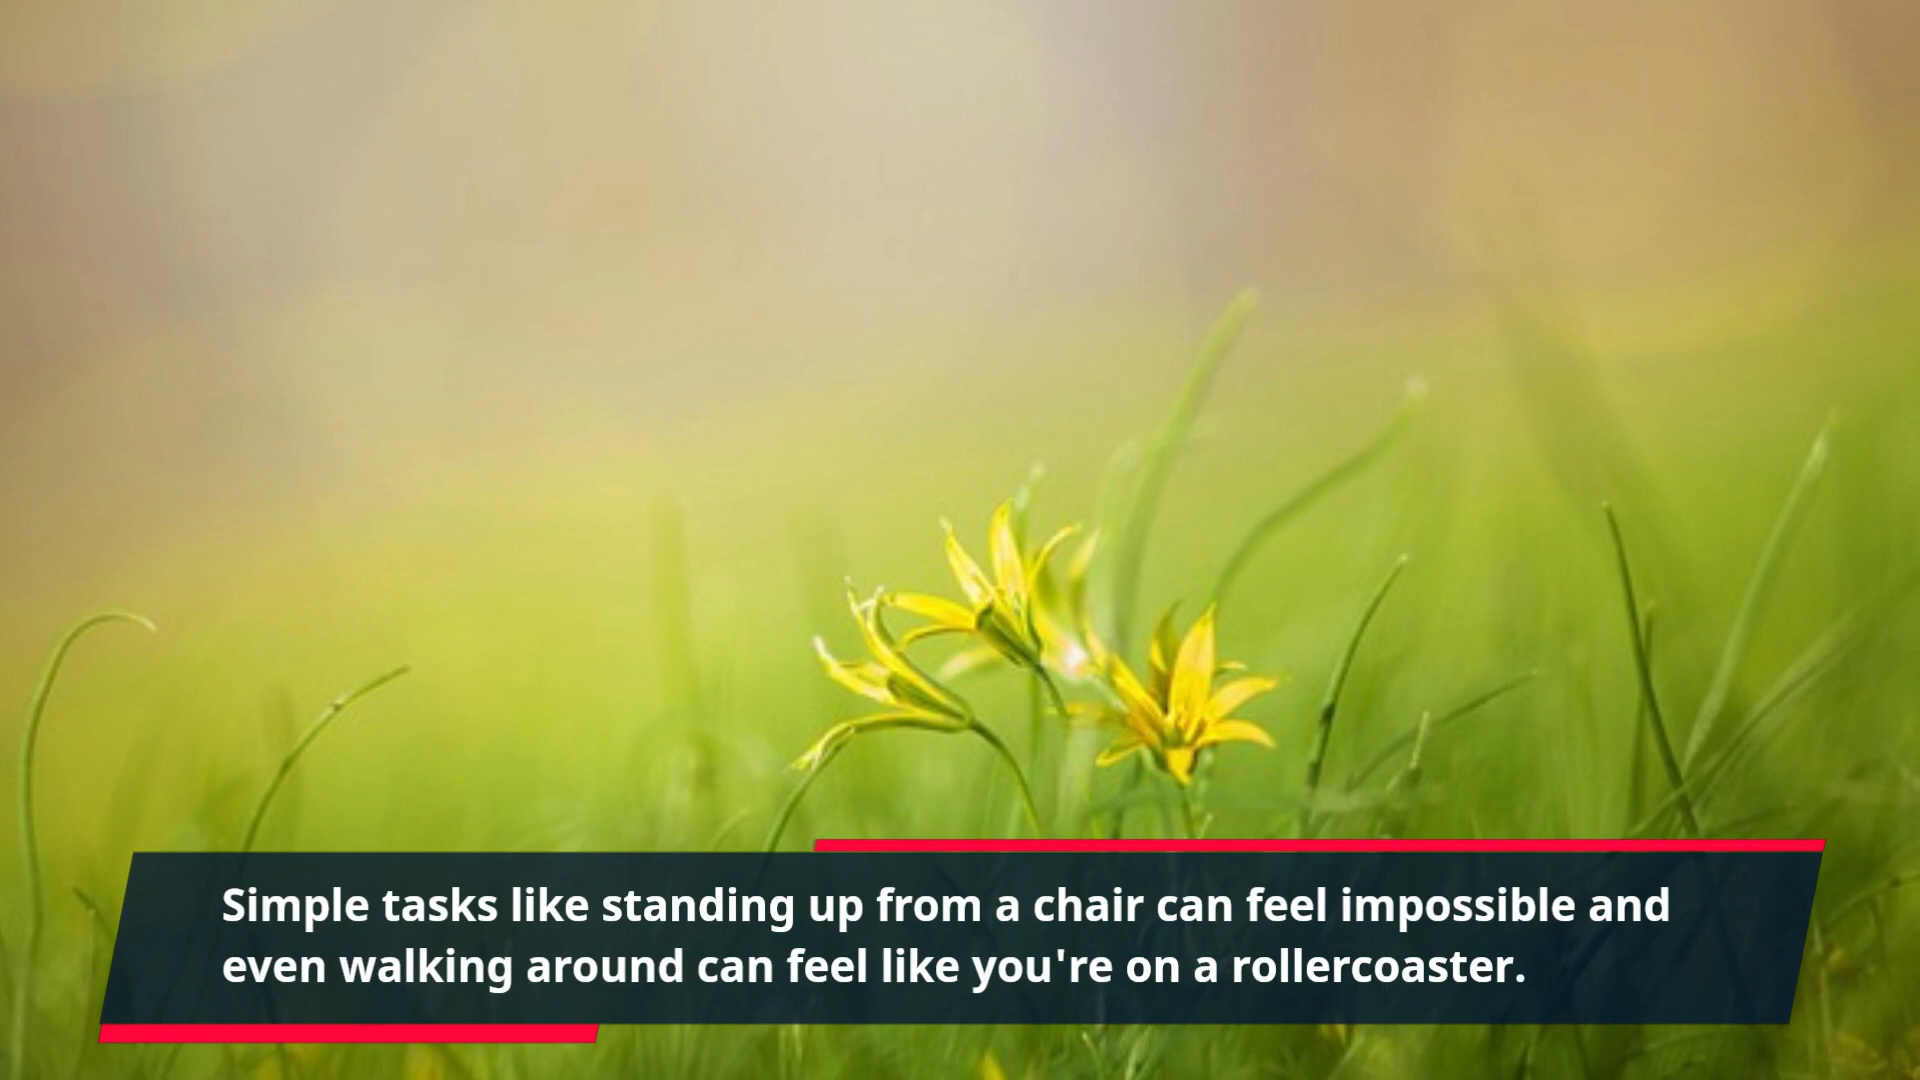 Simple tasks like standing up from a chair can feel impossible and
even walking around can feel like you're on a rollercoaster.